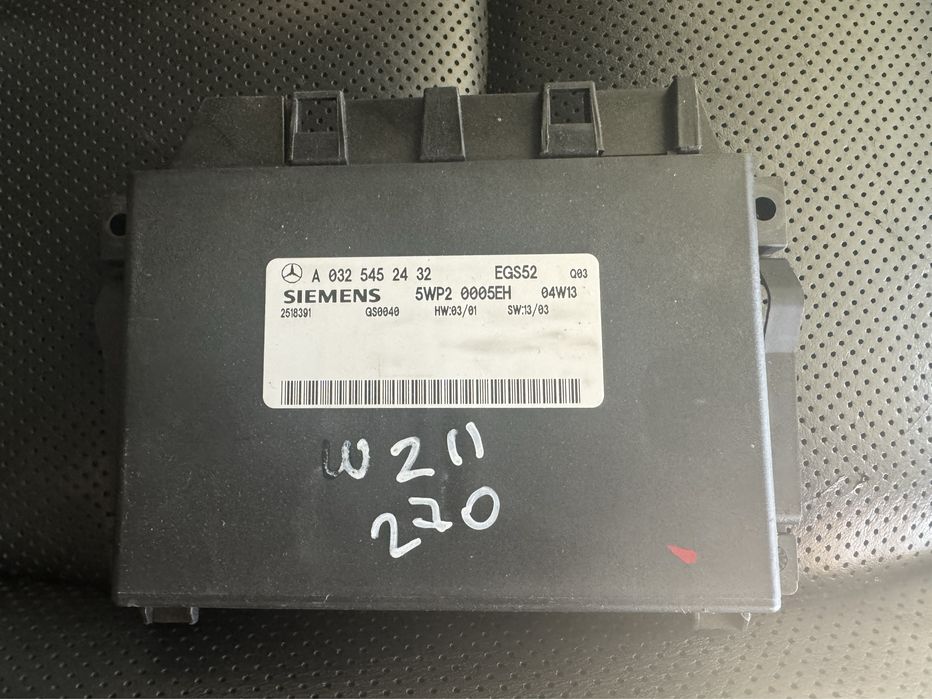 A 032 545 24 32 EGS52 Q03
SIEMENS 5WP2 0005EH 04W13
2518391 GS0040 HW:03/01 SW:13/03
W211
270